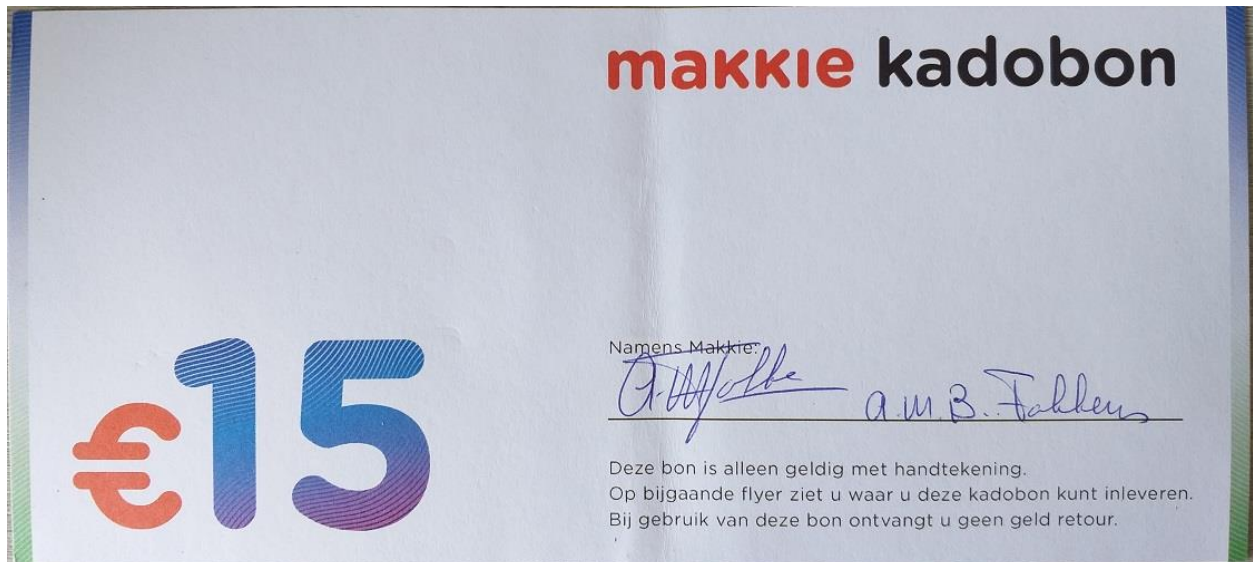 makkie kadobon
€15
Namens Makkie:
a.m.B. Fokkens
Deze bon is alleen geldig met handtekening.
Op bijgaande flyer ziet u waar u deze kadobon kunt inleveren.
Bij gebruik van deze bon ontvangt u geen geld retour.